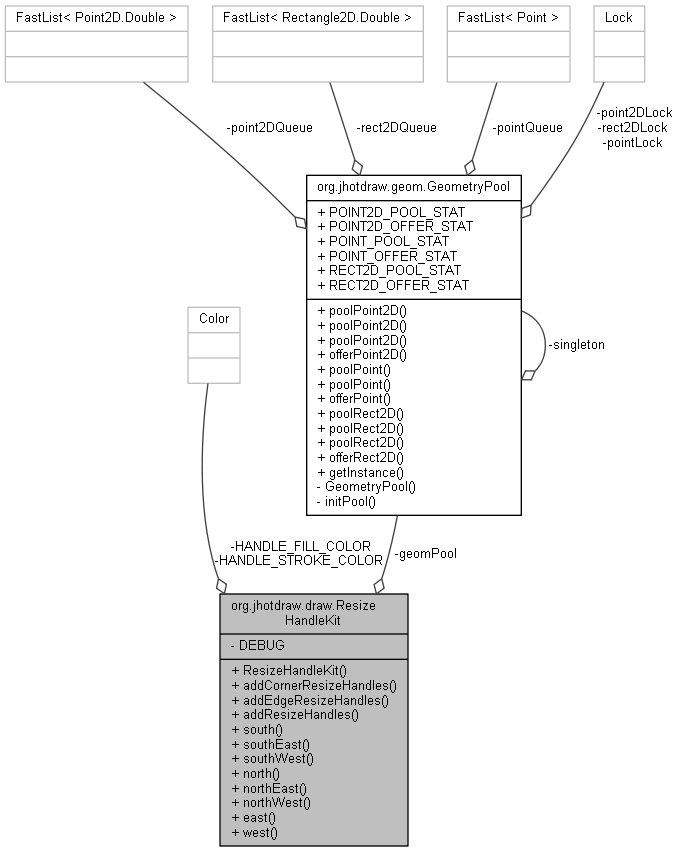 FastList< Point2D.Double >
FastList< Rectangle2D.Double >
FastList< Point >
Lock
-point2DQueue
-rect2DQueue
-pointQueue
-point2DLock
-rect2DLock
-pointLock
org.jhotdraw.geom.GeometryPool
+ POINT2D_POOL_STAT
+ POINT2D_OFFER_STAT
+ POINT_POOL_STAT
+ POINT_OFFER_STAT
+ RECT2D_POOL_STAT
+ RECT2D_OFFER_STAT
+ poolPoint2D()
+ poolPoint2D()
+ poolPoint2D()
+ offerPoint2D()
+ poolPoint()
+ poolPoint()
+ offerPoint()
+ poolRect2D()
+ poolRect2D()
+ poolRect2D()
+ offerRect2D()
+ getInstance()
- GeometryPool()
- initPool()
-singleton
Color
-HANDLE_FILL_COLOR
-HANDLE_STROKE_COLOR
-geomPool
org.jhotdraw.draw.Resize
HandleKit
- DEBUG
+ ResizeHandleKit()
+ addCornerResizeHandles()
+ addEdgeResizeHandles()
+ addResizeHandles()
+ south()
+ southEast()
+ southWest()
+ north()
+ northEast()
+ northWest()
+ east()
+ west()